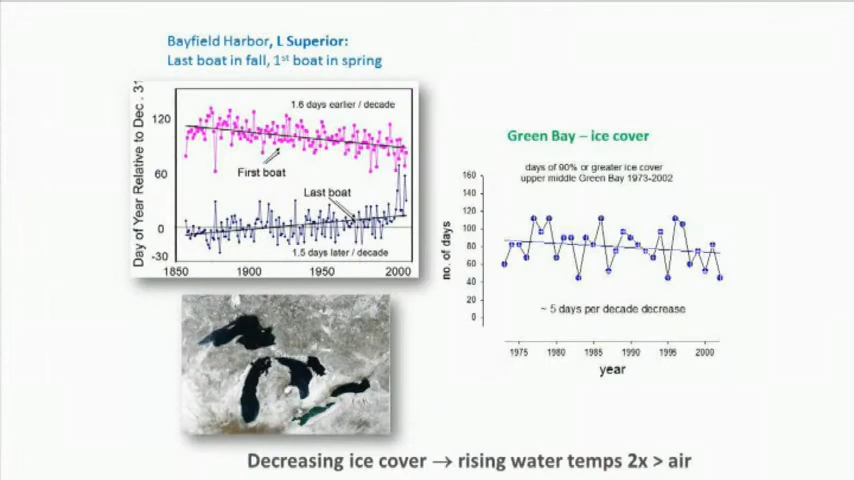 Bayfield Harbor, L Superior:
Last boat in fall, 1st boat in spring
Day of Year Relative to Dec. 31
120
60
0
-30
1.6 days earlier / decade
First boat
Last boat
1.5 days later / decade
1850
1900
1950
2000
Green Bay – ice cover
days of 90% or greater ice cover
upper middle Green Bay 1973-2002
no. of days
160
140
120
100
80
60
40
20
0
~ 5 days per decade decrease
1975
1980
1985
1990
1995
2000
year
Decreasing ice cover → rising water temps 2x > air